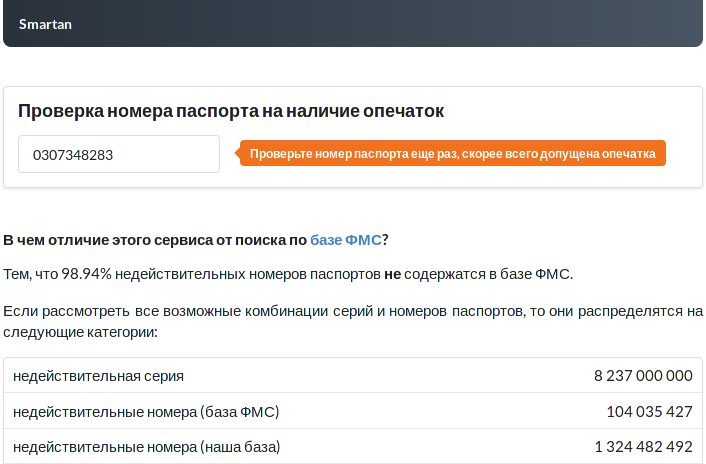 Smartan
Проверка номера паспорта на наличие опечаток
0307348283
Проверьте номер паспорта еще раз, скорее всего допущена опечатка
В чем отличие этого сервиса от поиска по базе ФМС?
Тем, что 98.94% недействительных номеров паспортов не содержатся в базе ФМС.
Если рассмотреть все возможные комбинации серий и номеров паспортов, то они распределятся на
следующие категории:
недействительная серия 8 237 000 000
недействительные номера (база ФМС) 104 035 427
недействительные номера (наша база) 1 324 482 492